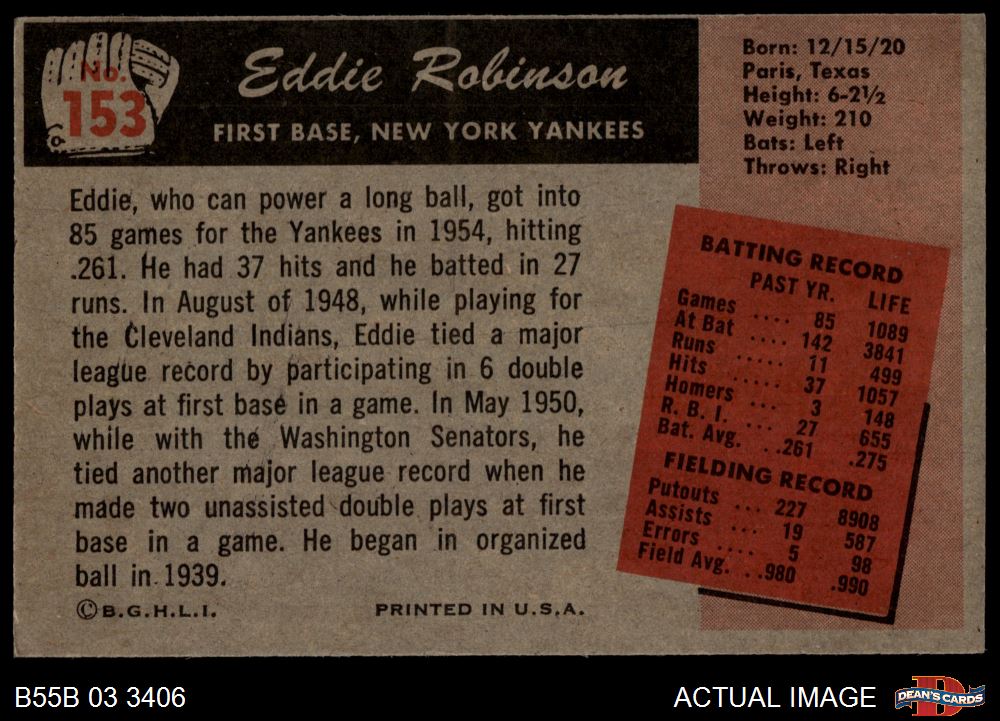 No.
153
Eddie Robinson
FIRST BASE, NEW YORK YANKEES
Born: 12/15/20
Paris, Texas
Height: 6-2½
Weight: 210
Bats: Left
Throws: Right
Eddie, who can power a long ball, got into
85 games for the Yankees in 1954, hitting
.261. He had 37 hits and he batted in 27
runs. In August of 1948, while playing for
the Cleveland Indians, Eddie tied a major
league record by participating in 6 double
plays at first base in a game. In May 1950,
while with the Washington Senators, he
tied another major league record when he
made two unassisted double plays at first
base in a game. He began in organized
ball in 1939.
©B.G.H.L.I.
PRINTED IN U.S.A.
BATTING RECORD
PAST YR. LIFE
Games .... 85 1089
At Bat .... 142 3841
Runs ..... 11 499
Hits ..... 37 1057
Homers ... 3 148
R. B. I. ... 27 655
Bat. Avg. ..261 .275
FIELDING RECORD
Putouts ... 227 8908
Assists ... 19 587
Errors .... 5 98
Field Avg. ..980 .990
B55B 03 3406
ACTUAL IMAGE
D
DEAN'S CARDS